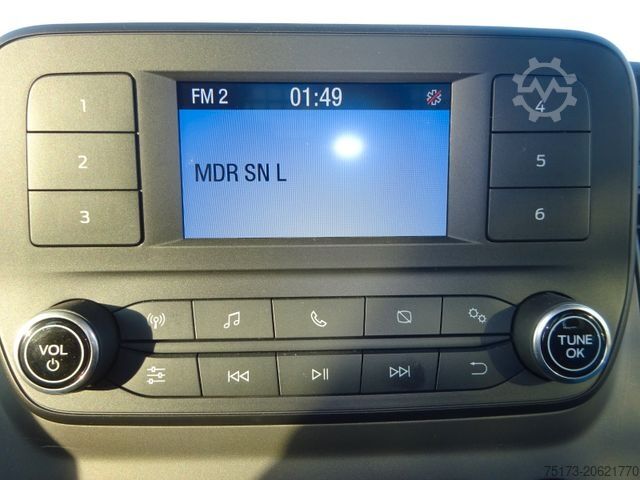 FM 2 01:49
MDR SN L
1
2
3
4
5
6
VOL
TUNE
OK
75173-20621770